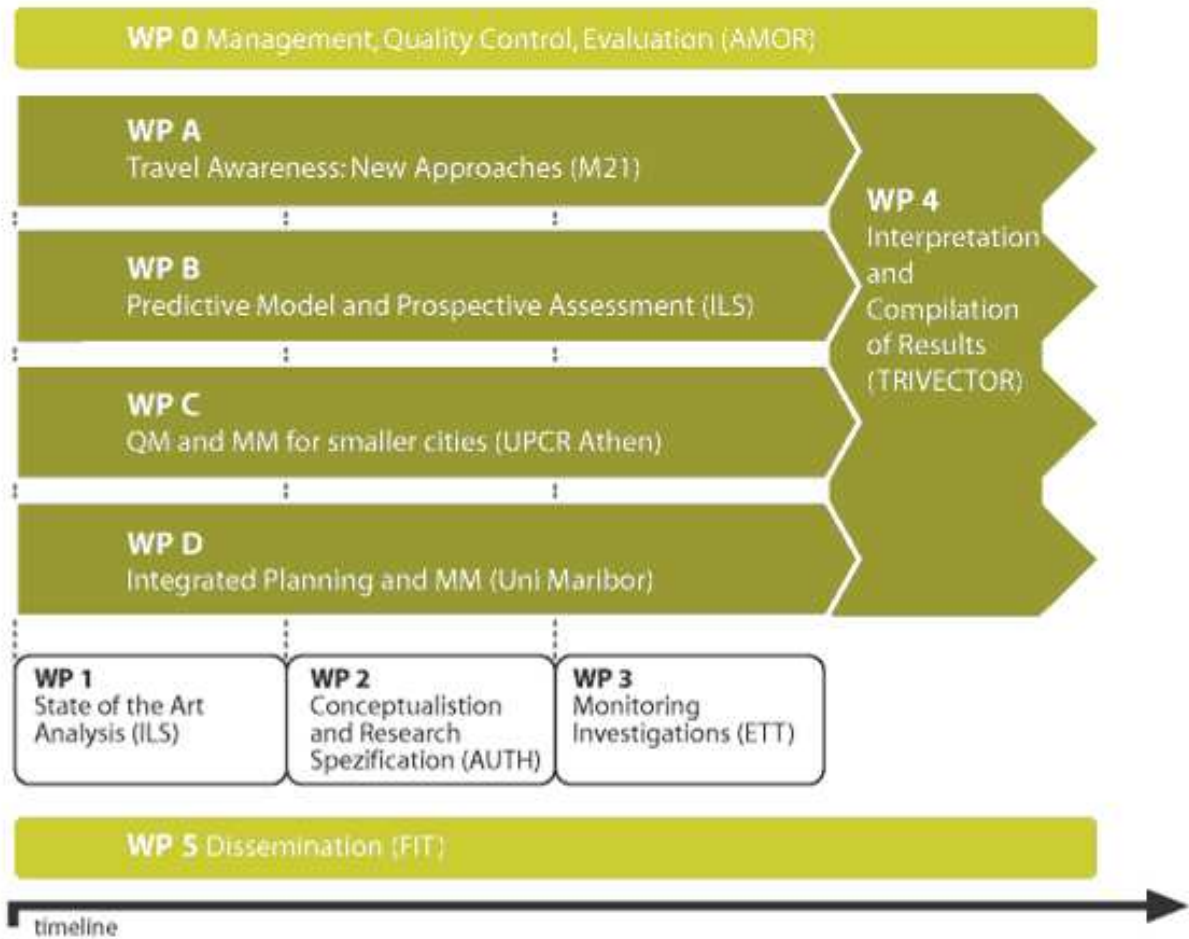 WP 0 Management, Quality Control, Evaluation (AMOR)
WP A
Travel Awareness: New Approaches (M21)
WP B
Predictive Model and Prospective Assessment (ILS)
WP C
QM and MM for smaller cities (UPCR Athen)
WP D
Integrated Planning and MM (Uni Maribor)
WP 4
Interpretation
and
Compilation
of Results
(TRIVECTOR)
WP 1
State of the Art
Analysis (ILS)
WP 2
Conceptualistion
and Research
Spezification (AUTH)
WP 3
Monitoring
Investigations (ETT)
WP 5 Dissemination (FIT)
timeline